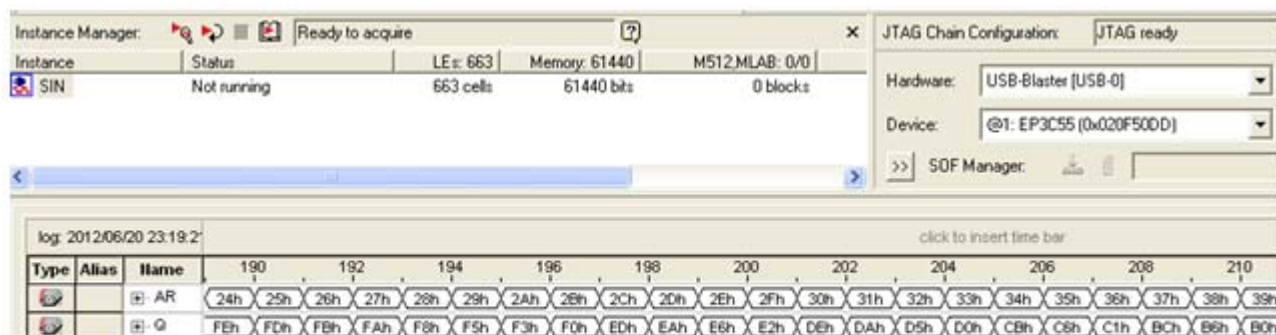 Instance Manager: Ready to acquire ? x JTAG Chain Configuration: JTAG ready
Instance Status LEs: 663 Memory: 61440 M512,MLAB: 0/0
SIN Not running 663 cells 61440 bits 0 blocks
Hardware: USB-Blaster [USB-0]
Device: @1: EP3C55 (0x020F50DD)
>> SOF Manager:
log: 2012/06/20 23:19:2 click to insert time bar
Type Alias Name 190 192 194 196 198 200 202 204 206 208 210
AR 24h 25h 26h 27h 28h 29h 2Ah 2Bh 2Ch 2Dh 2Eh 2Fh 30h 31h 32h 33h 34h 35h 36h 37h 38h 39h
Q FEh FDh FBh FAh F8h F5h F3h F0h EDh EAh E6h E2h DEh DAh D5h D0h CBh C6h C1h BCh B6h B0h